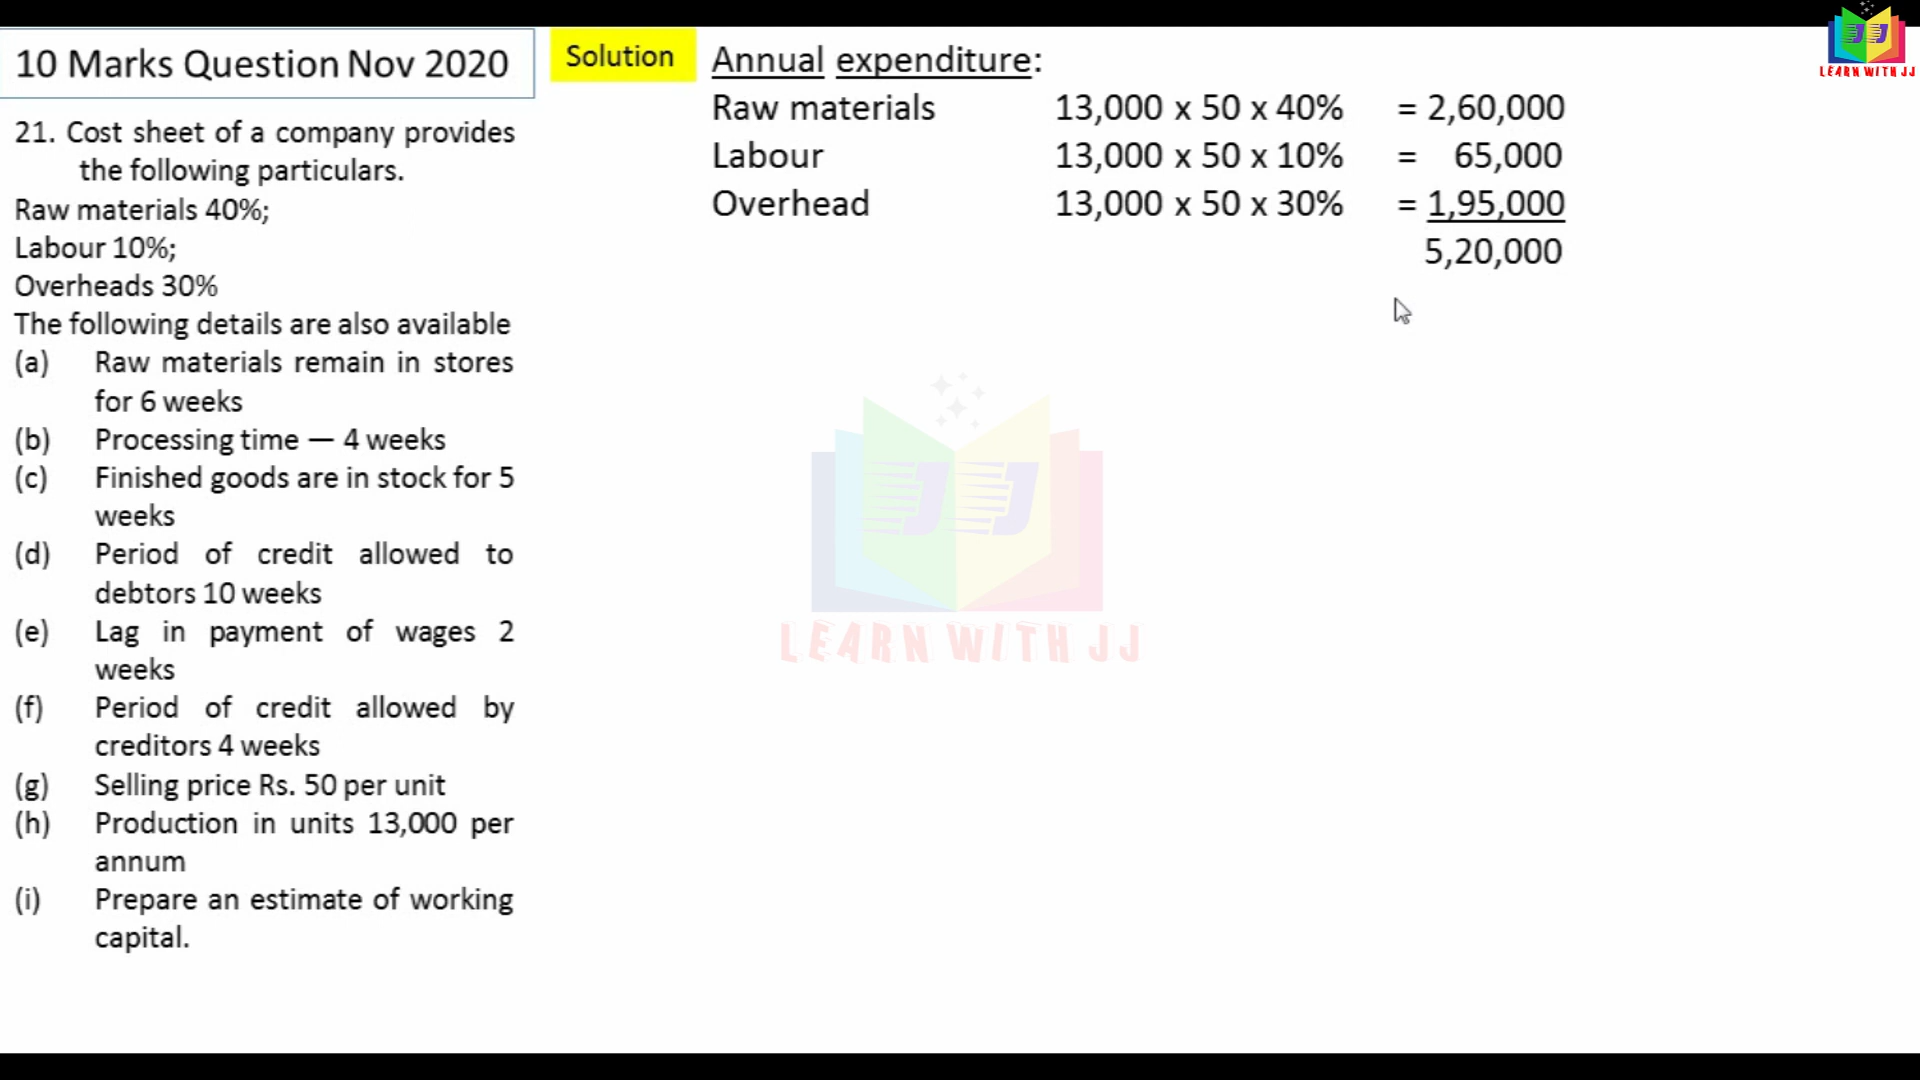 10 Marks Question Nov 2020
21. Cost sheet of a company provides
the following particulars.
Raw materials 40%;
Labour 10%;
Overheads 30%
The following details are also available
(a) Raw materials remain in stores
for 6 weeks
(b) Processing time — 4 weeks
(c) Finished goods are in stock for 5
weeks
(d) Period of credit allowed to
debtors 10 weeks
(e) Lag in payment of wages 2
weeks
(f) Period of credit allowed by
creditors 4 weeks
(g) Selling price Rs. 50 per unit
(h) Production in units 13,000 per
annum
(i) Prepare an estimate of working
capital.
Solution
Annual expenditure:
Raw materials 13,000 x 50 x 40% = 2,60,000
Labour 13,000 x 50 x 10% = 65,000
Overhead 13,000 x 50 x 30% = 1,95,000
5,20,000
JJ
LEARN WITH JJ
JJ
LEARN WITH JJ